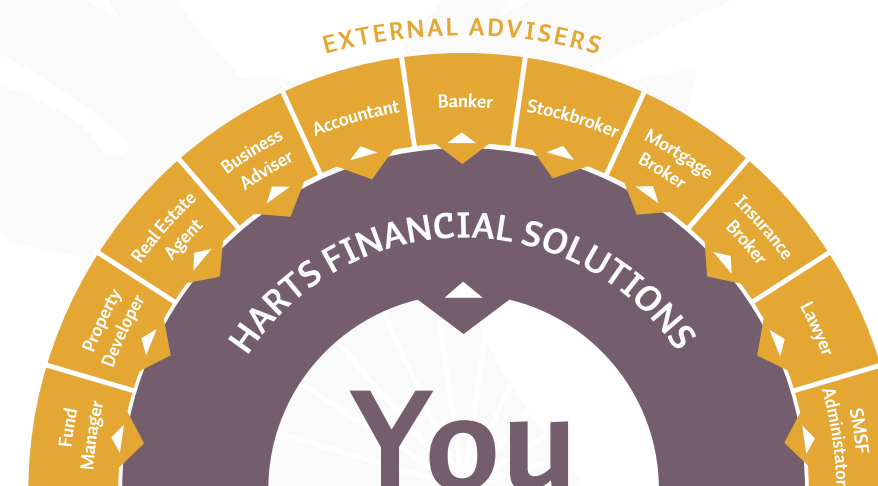 EXTERNAL ADVISERS
Fund
Manager
Property
Developer
Real Estate
Agent
Business
Adviser
Accountant
Banker
Stockbroker
Mortgage
Broker
Insurance
Broker
Lawyer
SMSF
Administator
HARTS FINANCIAL SOLUTIONS
You